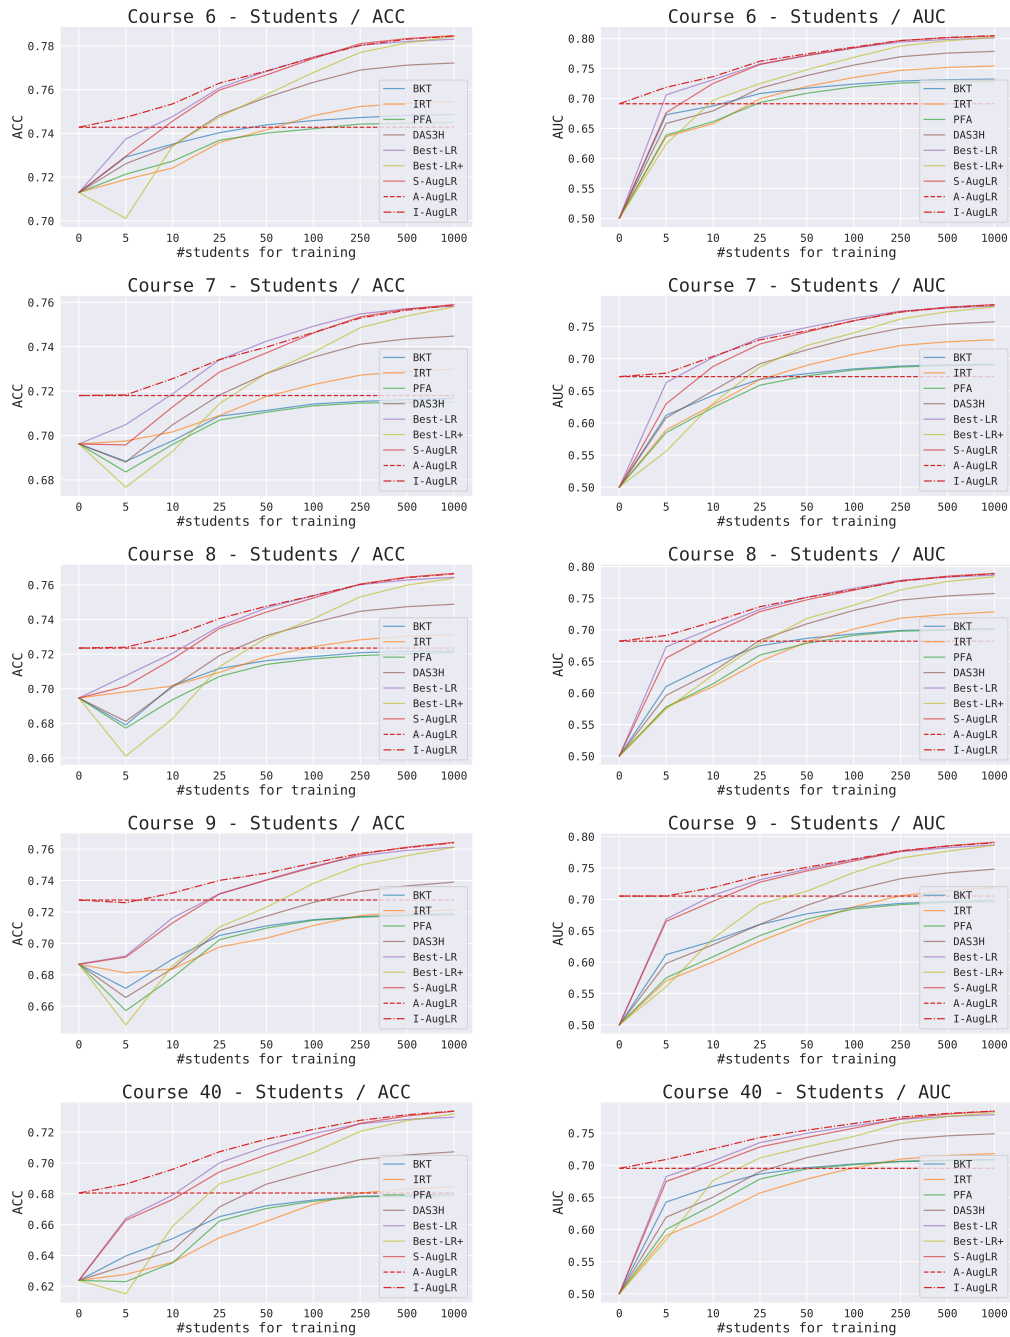 Course 6 - Students / ACC
ACC
0.78
0.76
0.74
0.72
0.70
0 5 10 25 50 100 250 500 1000
#students for training
BKT
IRT
PFA
DAS3H
Best-LR
Best-LR+
S-AugLR
A-AugLR
I-AugLR
Course 6 - Students / AUC
AUC
0.80
0.75
0.70
0.65
0.60
0.55
0.50
0 5 10 25 50 100 250 500 1000
#students for training
BKT
IRT
PFA
DAS3H
Best-LR
Best-LR+
S-AugLR
A-AugLR
I-AugLR
Course 7 - Students / ACC
ACC
0.76
0.74
0.72
0.70
0.68
0 5 10 25 50 100 250 500 1000
#students for training
BKT
IRT
PFA
DAS3H
Best-LR
Best-LR+
S-AugLR
A-AugLR
I-AugLR
Course 7 - Students / AUC
AUC
0.75
0.70
0.65
0.60
0.55
0.50
0 5 10 25 50 100 250 500 1000
#students for training
BKT
IRT
PFA
DAS3H
Best-LR
Best-LR+
S-AugLR
A-AugLR
I-AugLR
Course 8 - Students / ACC
ACC
0.76
0.74
0.72
0.70
0.68
0.66
0 5 10 25 50 100 250 500 1000
#students for training
BKT
IRT
PFA
DAS3H
Best-LR
Best-LR+
S-AugLR
A-AugLR
I-AugLR
Course 8 - Students / AUC
AUC
0.80
0.75
0.70
0.65
0.60
0.55
0.50
0 5 10 25 50 100 250 500 1000
#students for training
BKT
IRT
PFA
DAS3H
Best-LR
Best-LR+
S-AugLR
A-AugLR
I-AugLR
Course 9 - Students / ACC
ACC
0.76
0.74
0.72
0.70
0.68
0.66
0 5 10 25 50 100 250 500 1000
#students for training
BKT
IRT
PFA
DAS3H
Best-LR
Best-LR+
S-AugLR
A-AugLR
I-AugLR
Course 9 - Students / AUC
AUC
0.80
0.75
0.70
0.65
0.60
0.55
0.50
0 5 10 25 50 100 250 500 1000
#students for training
BKT
IRT
PFA
DAS3H
Best-LR
Best-LR+
S-AugLR
A-AugLR
I-AugLR
Course 40 - Students / ACC
ACC
0.72
0.70
0.68
0.66
0.64
0.62
0 5 10 25 50 100 250 500 1000
#students for training
BKT
IRT
PFA
DAS3H
Best-LR
Best-LR+
S-AugLR
A-AugLR
I-AugLR
Course 40 - Students / AUC
AUC
0.75
0.70
0.65
0.60
0.55
0.50
0 5 10 25 50 100 250 500 1000
#students for training
BKT
IRT
PFA
DAS3H
Best-LR
Best-LR+
S-AugLR
A-AugLR
I-AugLR